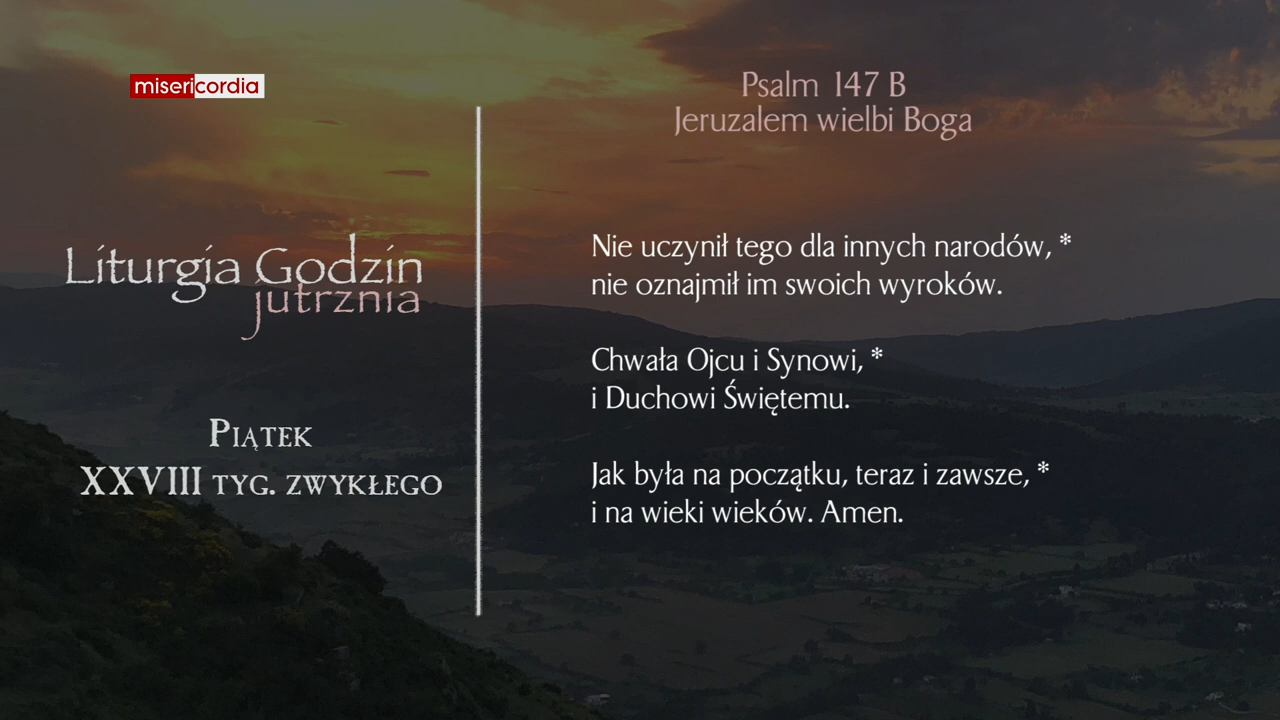 misericordia
Liturgia Godzin
jutrznia
Piątek
XXVIII tyg. zwykłego
Psalm 147 B
Jeruzalem wielbi Boga
Nie uczynił tego dla innych narodów, *
nie oznajmił im swoich wyroków.
Chwała Ojcu i Synowi, *
i Duchowi Świętemu.
Jak była na początku, teraz i zawsze, *
i na wieki wieków. Amen.